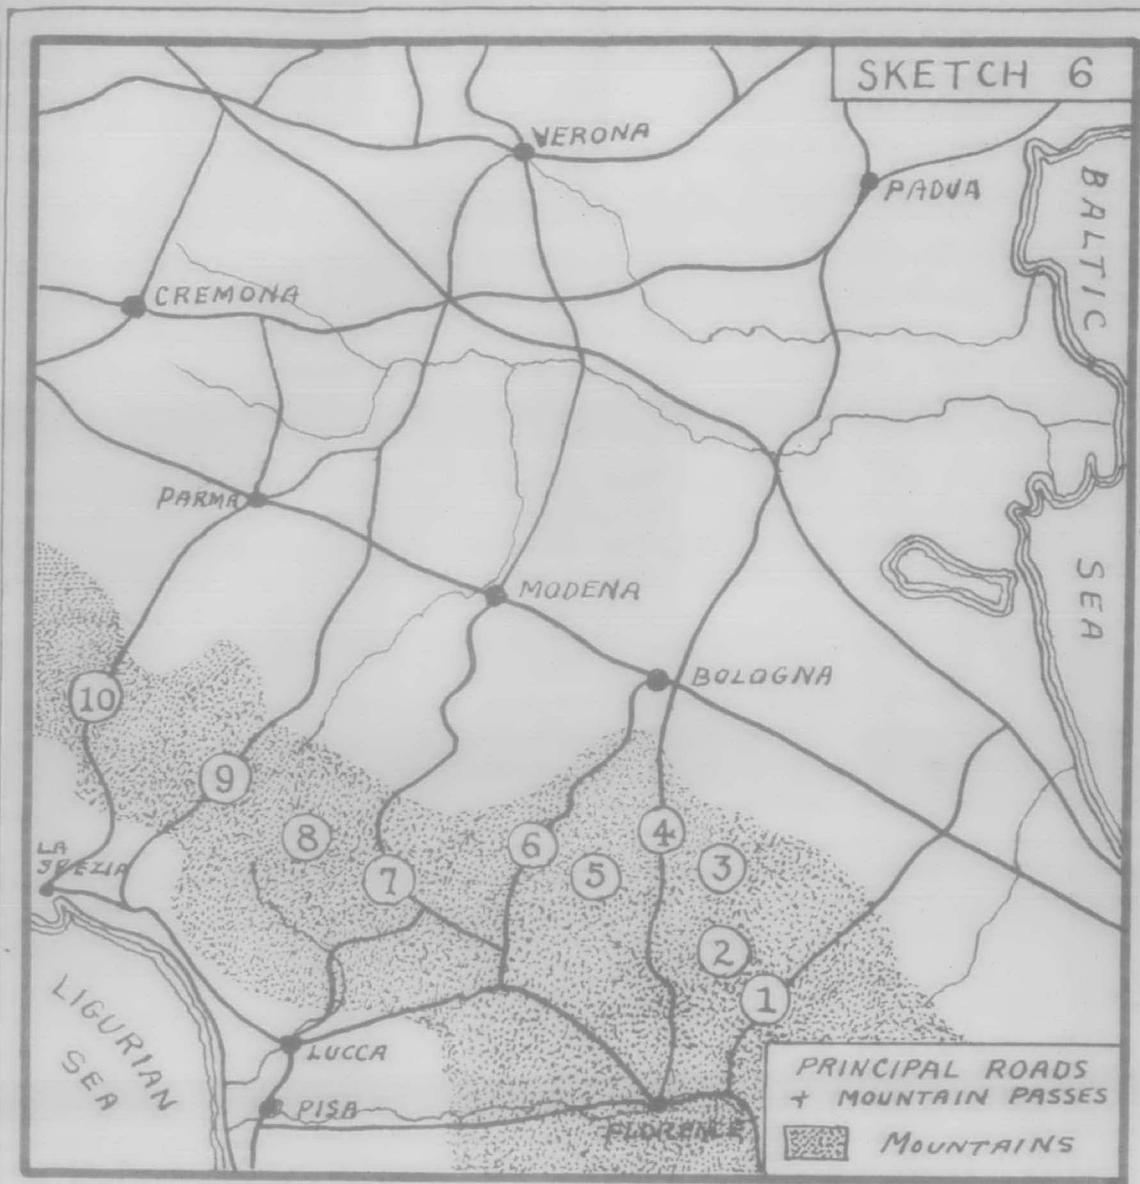 SKETCH 6
VERONA
PADUA
BALTIC
SEA
CREMONA
PARMA
MODENA
BOLOGNA
10
9
8
7
6
5
4
3
2
1
LA
SPEZIA
LIGURIAN
SEA
LUCCA
PISA
FLORENCE
PRINCIPAL ROADS
+ MOUNTAIN PASSES
MOUNTAINS